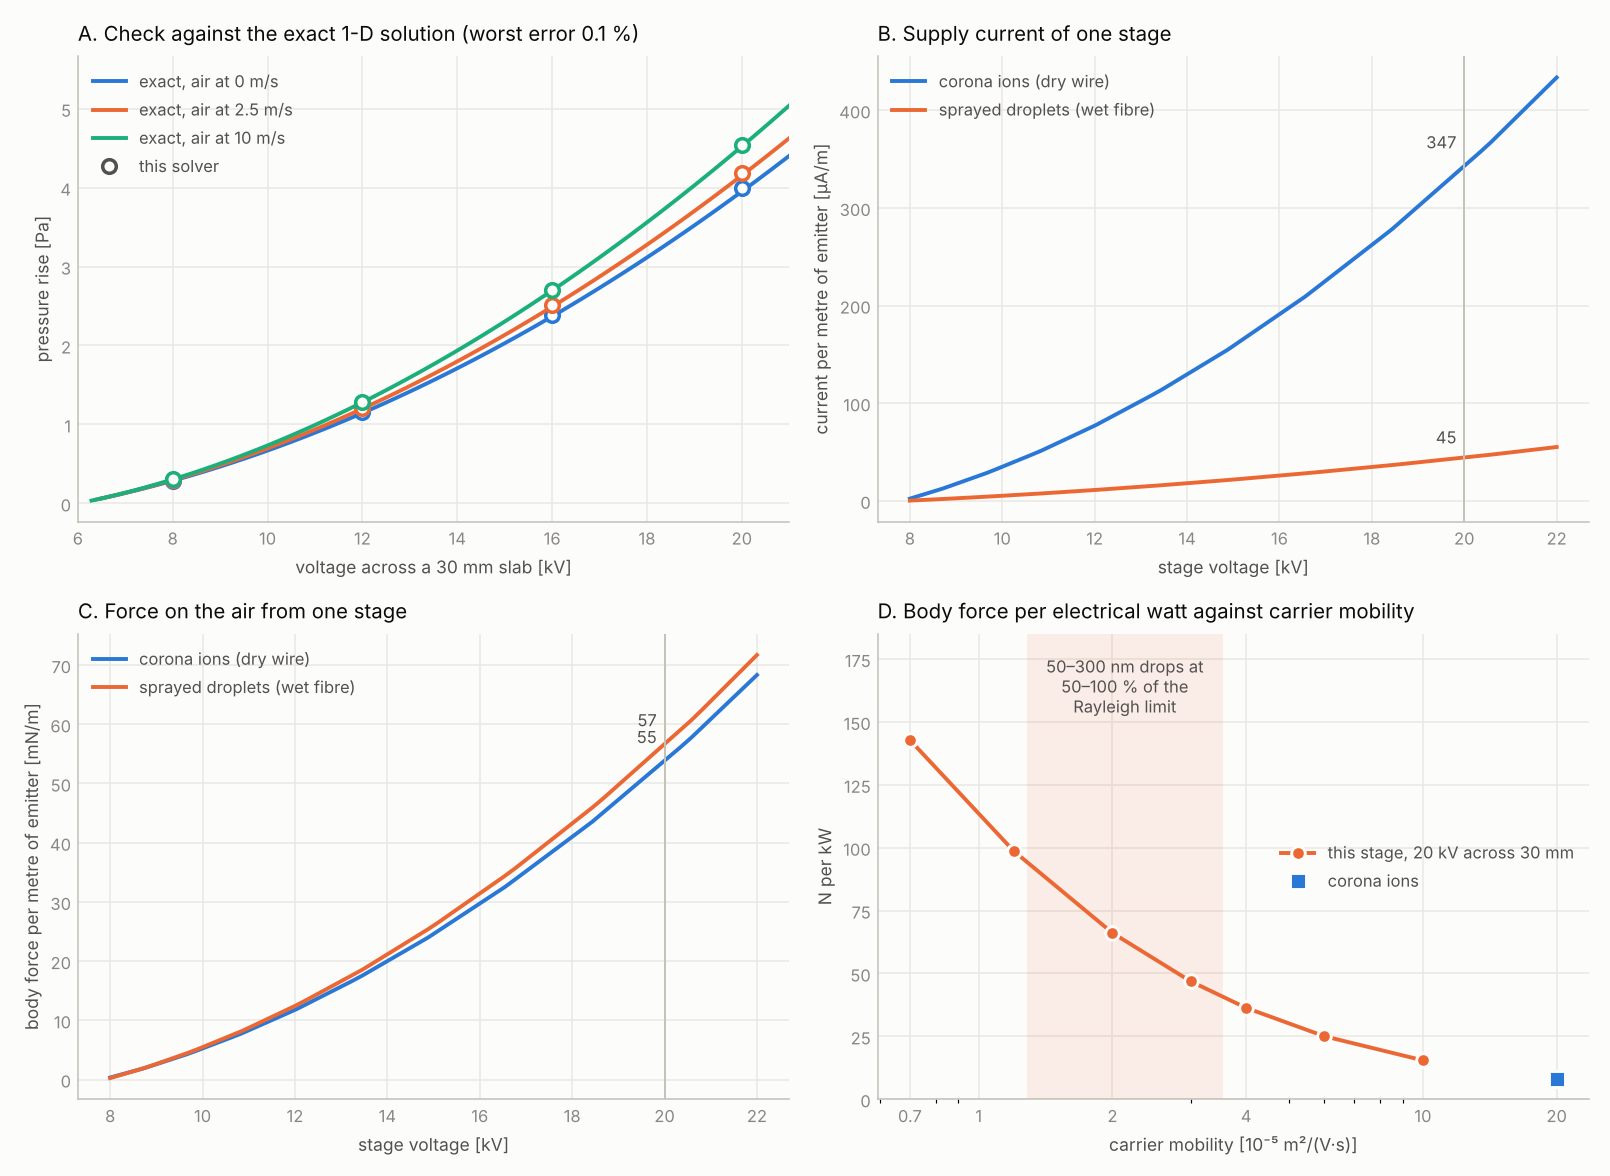 A. Check against the exact 1-D solution (worst error 0.1 %)
exact, air at 0 m/s
exact, air at 2.5 m/s
exact, air at 10 m/s
this solver
5
4
3
2
1
0
pressure rise [Pa]
6 8 10 12 14 16 18 20
voltage across a 30 mm slab [kV]
B. Supply current of one stage
corona ions (dry wire)
sprayed droplets (wet fibre)
347
45
400
300
200
100
0
current per metre of emitter [µA/m]
8 10 12 14 16 18 20 22
stage voltage [kV]
C. Force on the air from one stage
corona ions (dry wire)
sprayed droplets (wet fibre)
57
55
70
60
50
40
30
20
10
0
body force per metre of emitter [mN/m]
8 10 12 14 16 18 20 22
stage voltage [kV]
D. Body force per electrical watt against carrier mobility
50–300 nm drops at
50–100 % of the
Rayleigh limit
this stage, 20 kV across 30 mm
corona ions
175
150
125
100
75
50
25
0
N per kW
0.7 1 2 4 10 20
carrier mobility [10⁻⁵ m²/(V·s)]